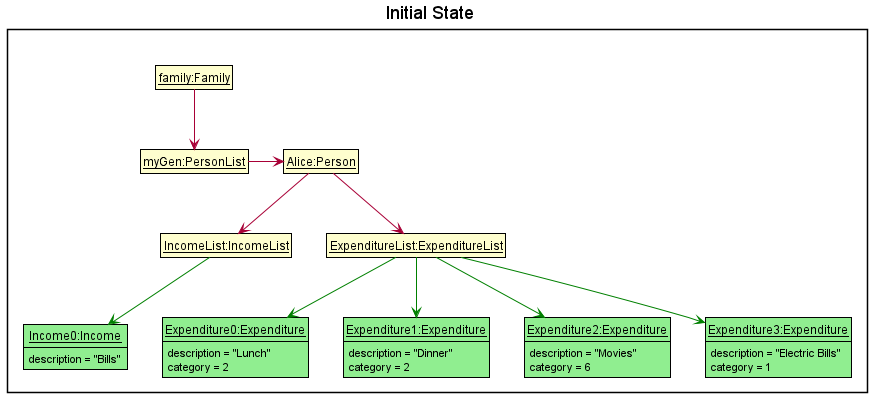 Initial State
family:Family
myGen:PersonList
Alice:Person
IncomeList:IncomeList
ExpenditureList:ExpenditureList
Income0:Income
description = "Bills"
Expenditure0:Expenditure
description = "Lunch"
category = 2
Expenditure1:Expenditure
description = "Dinner"
category = 2
Expenditure2:Expenditure
description = "Movies"
category = 6
Expenditure3:Expenditure
description = "Electric Bills"
category = 1